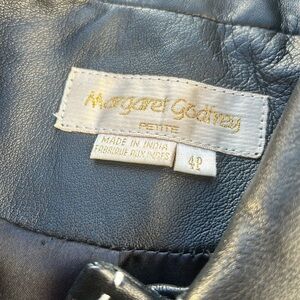 Margaret Godfrey
PETITE
MADE IN INDIA
FABRIQUE AUX INDES
4P